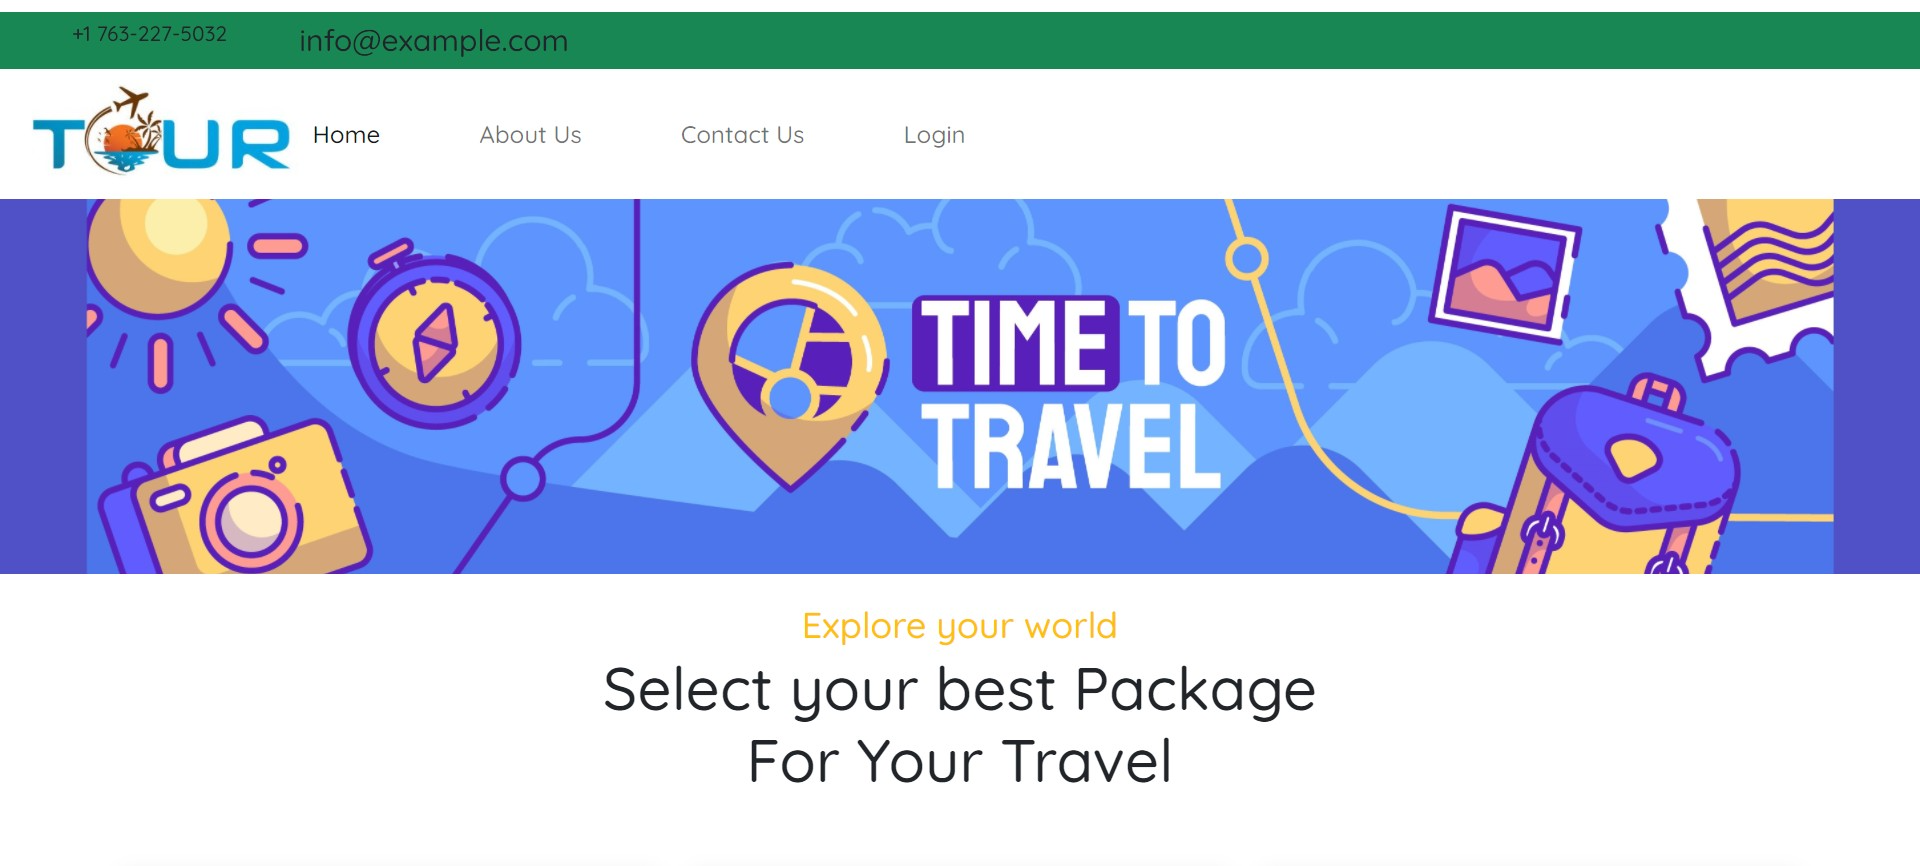 +1 763-227-5032 info@example.com
TOUR Home About Us Contact Us Login
TIME TO
TRAVEL
Explore your world
Select your best Package
For Your Travel